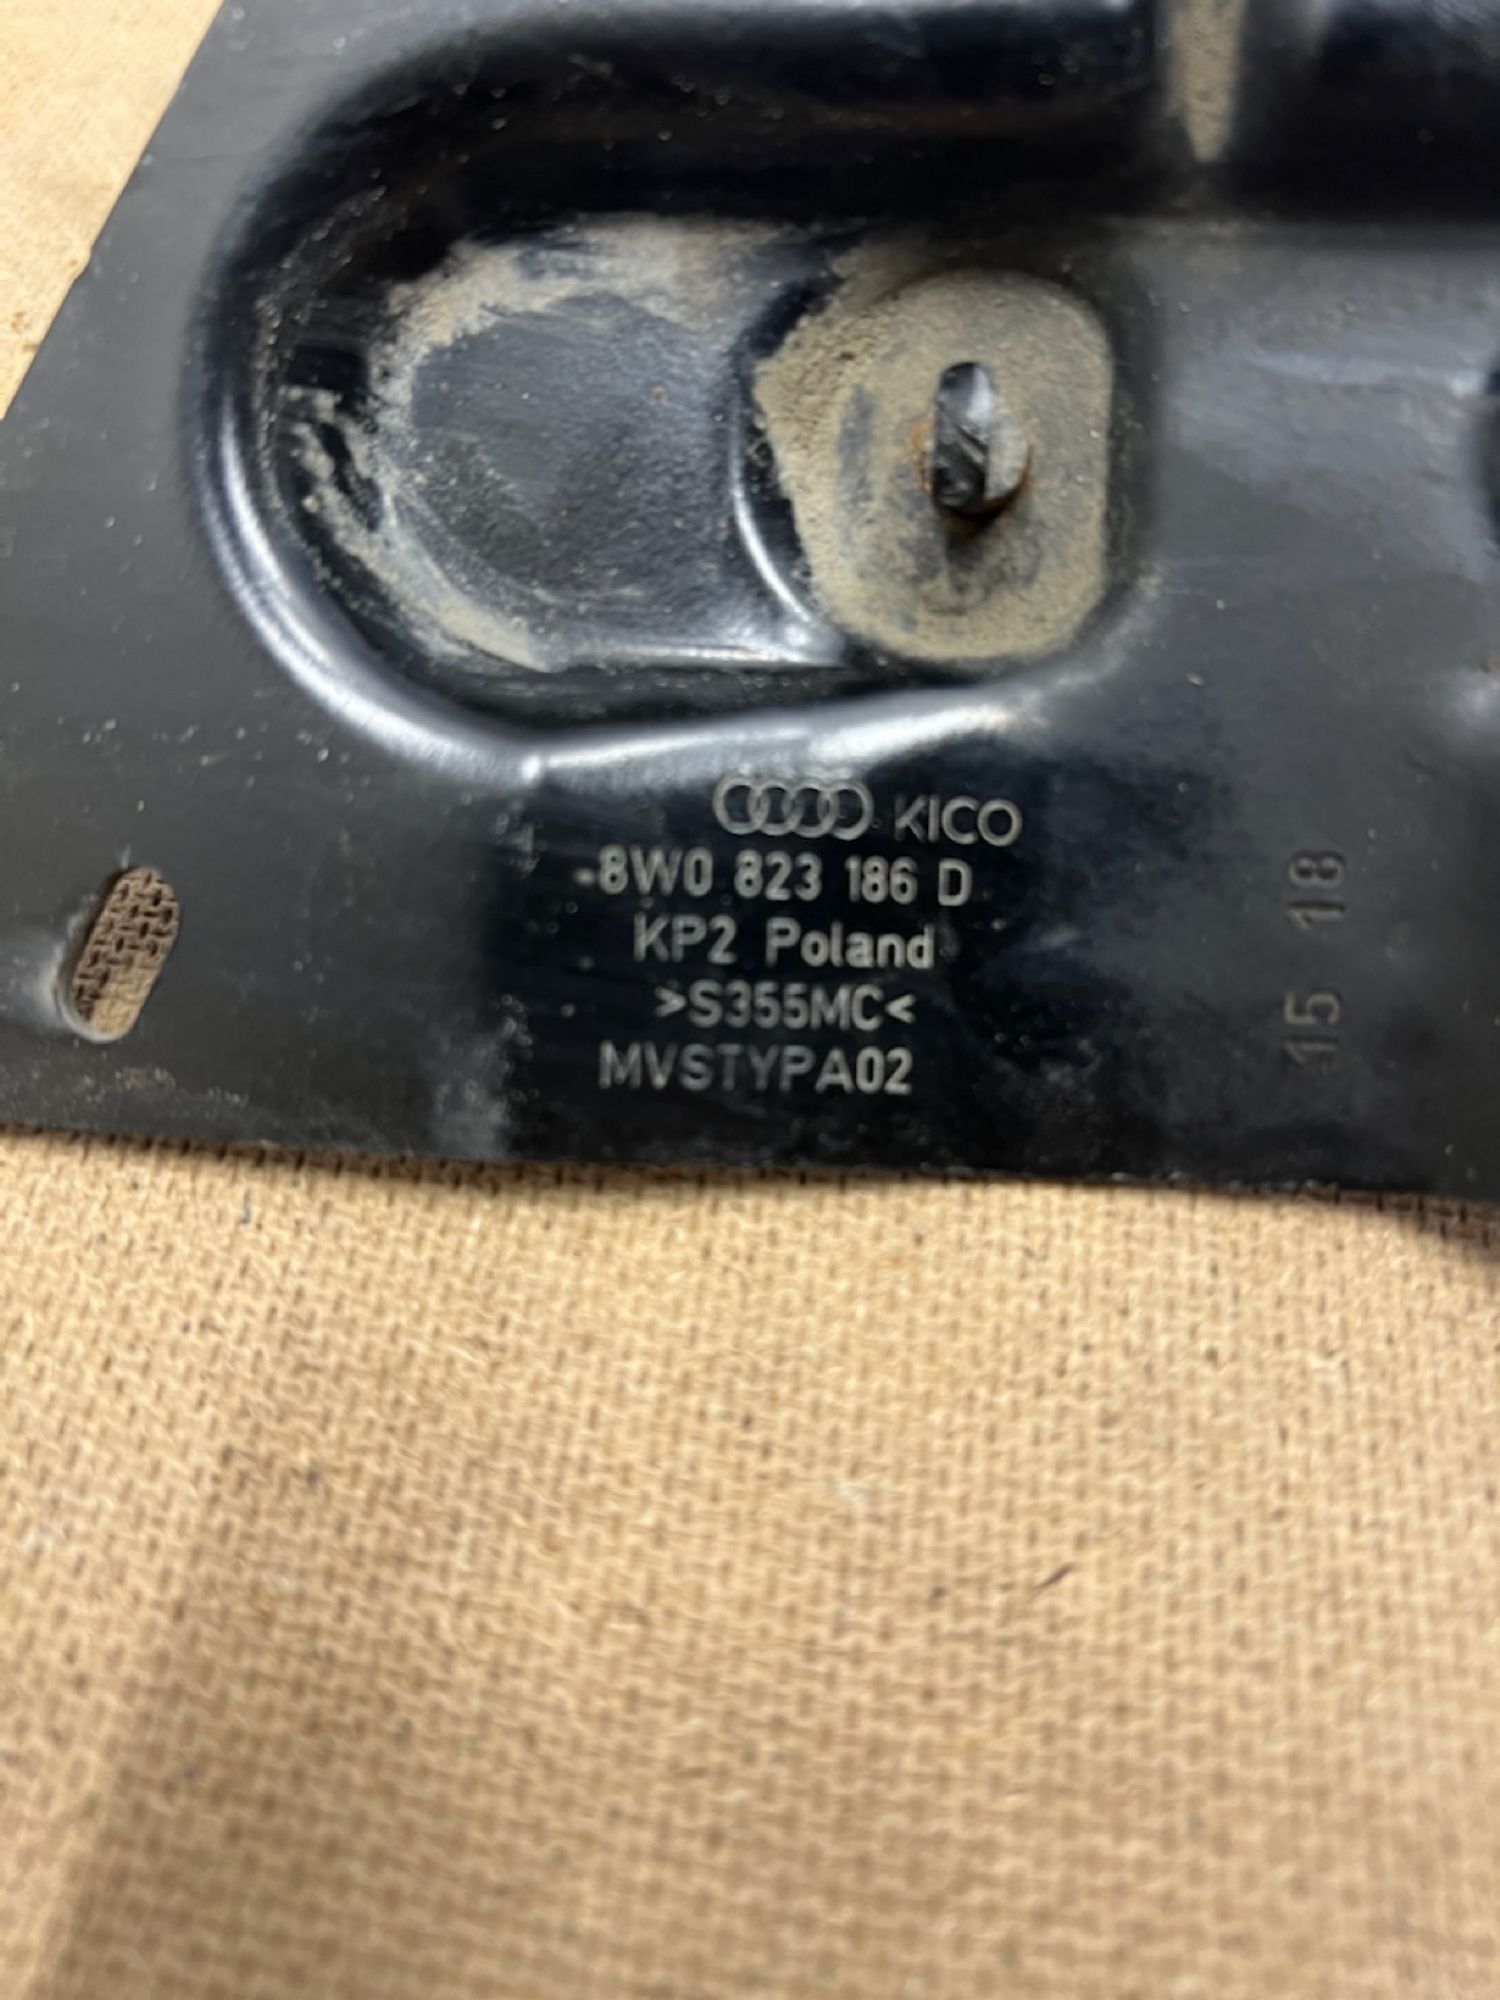 KICO
8W0 823 186 D
KP2 Poland
>S355MC<
MVSTYPA02
15 18